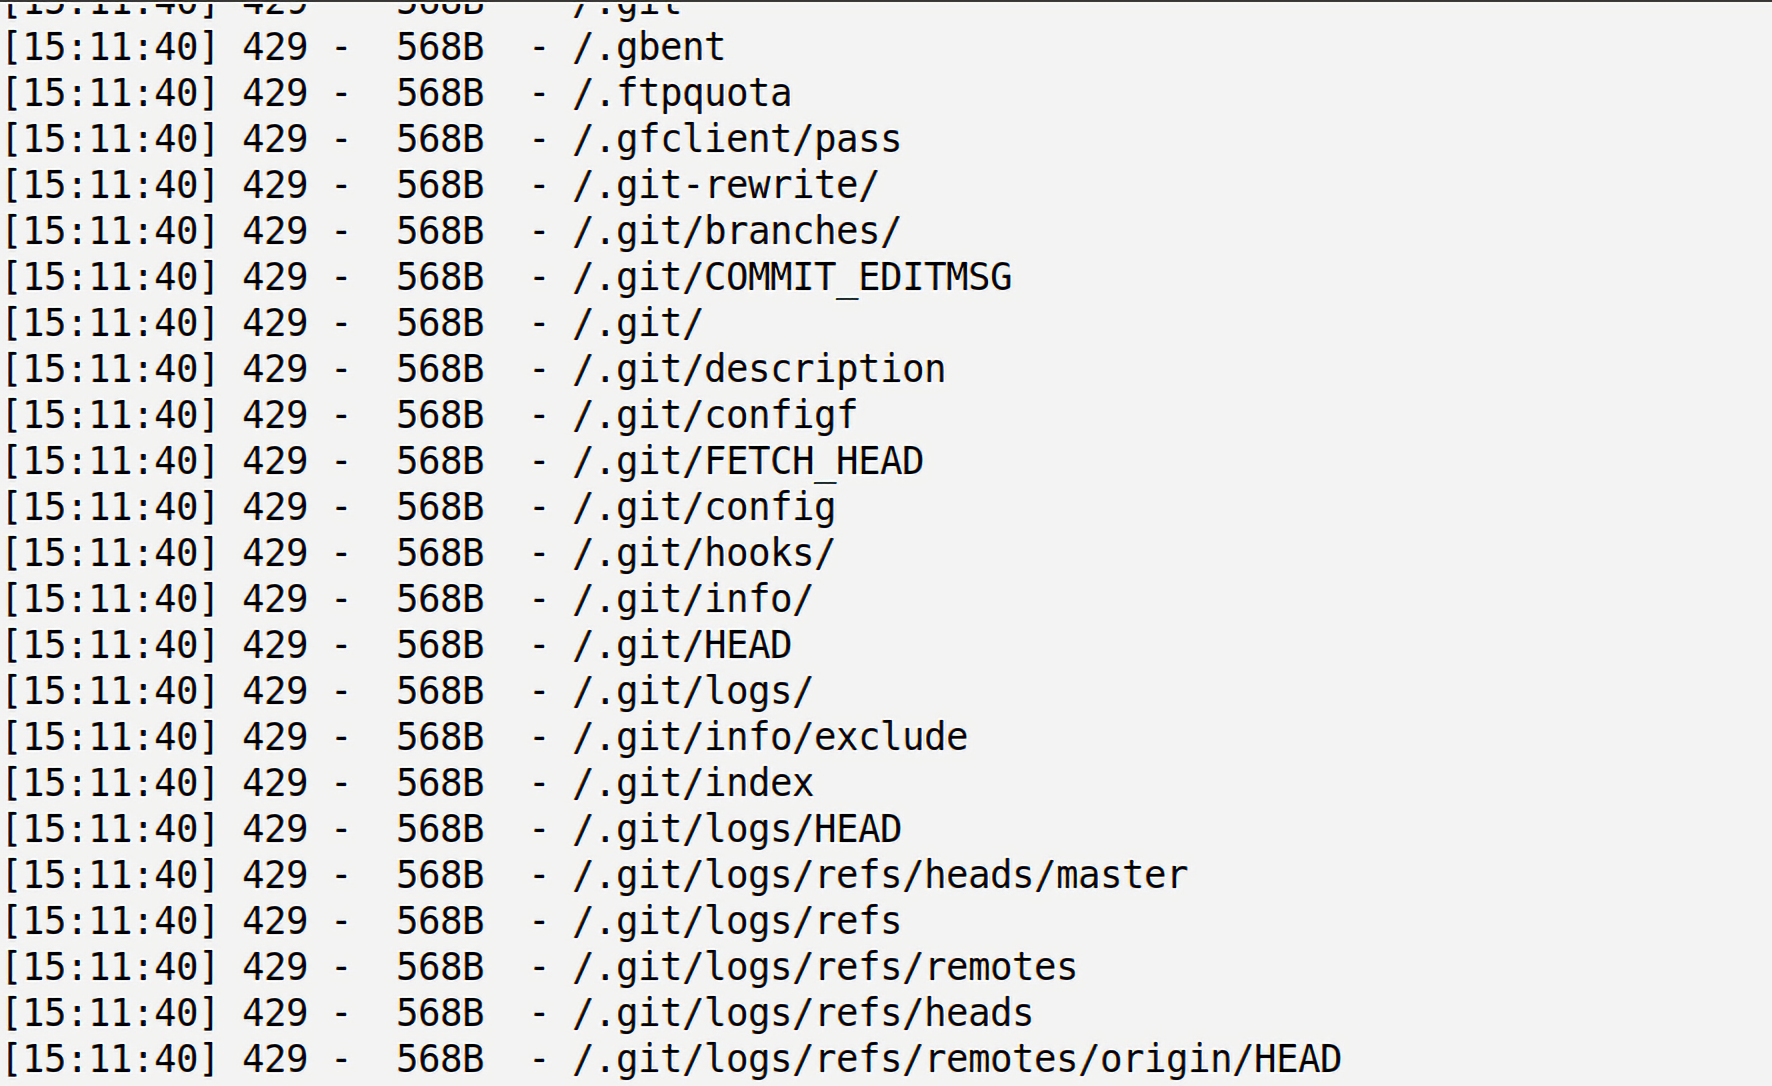 [15:11:40] 429 -  568B  - /.git
[15:11:40] 429 -  568B  - /.gbent
[15:11:40] 429 -  568B  - /.ftpquota
[15:11:40] 429 -  568B  - /.gfclient/pass
[15:11:40] 429 -  568B  - /.git-rewrite/
[15:11:40] 429 -  568B  - /.git/branches/
[15:11:40] 429 -  568B  - /.git/COMMIT_EDITMSG
[15:11:40] 429 -  568B  - /.git/
[15:11:40] 429 -  568B  - /.git/description
[15:11:40] 429 -  568B  - /.git/configf
[15:11:40] 429 -  568B  - /.git/FETCH_HEAD
[15:11:40] 429 -  568B  - /.git/config
[15:11:40] 429 -  568B  - /.git/hooks/
[15:11:40] 429 -  568B  - /.git/info/
[15:11:40] 429 -  568B  - /.git/HEAD
[15:11:40] 429 -  568B  - /.git/logs/
[15:11:40] 429 -  568B  - /.git/info/exclude
[15:11:40] 429 -  568B  - /.git/index
[15:11:40] 429 -  568B  - /.git/logs/HEAD
[15:11:40] 429 -  568B  - /.git/logs/refs/heads/master
[15:11:40] 429 -  568B  - /.git/logs/refs
[15:11:40] 429 -  568B  - /.git/logs/refs/remotes
[15:11:40] 429 -  568B  - /.git/logs/refs/heads
[15:11:40] 429 -  568B  - /.git/logs/refs/remotes/origin/HEAD